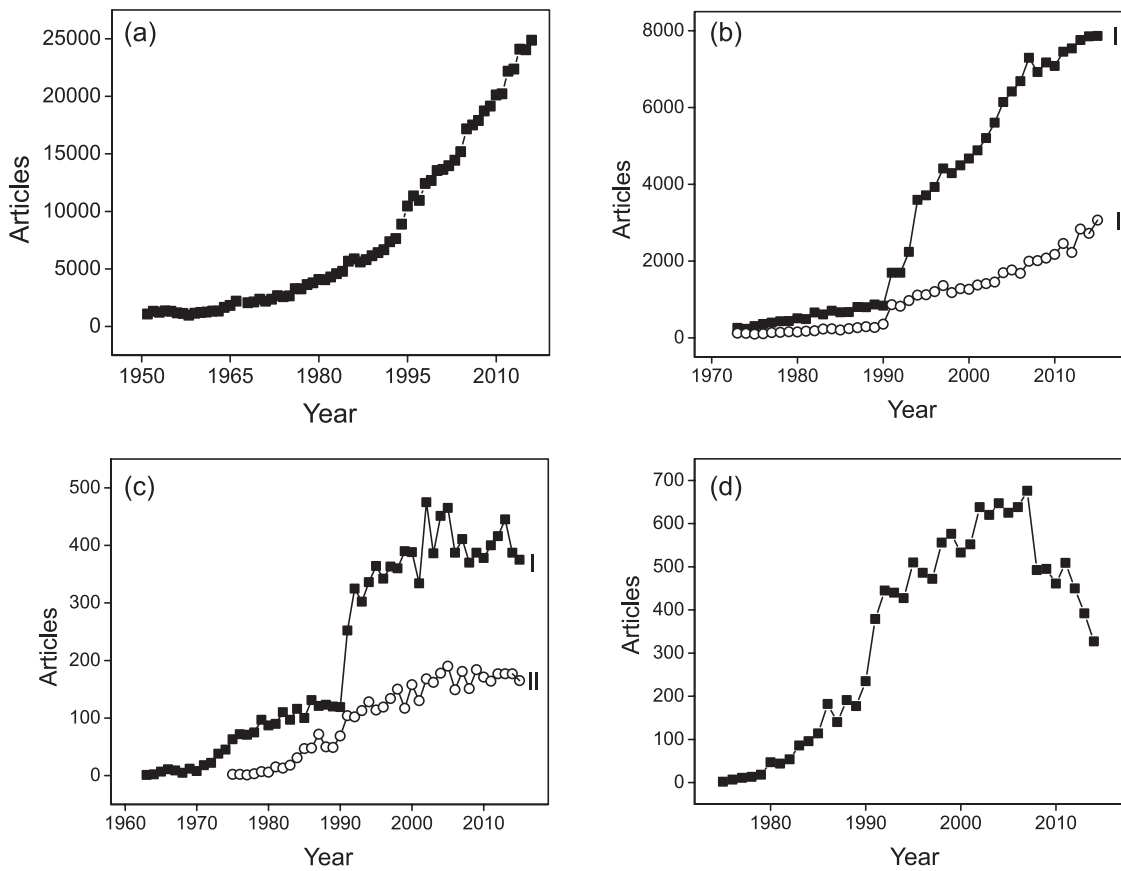 (a)
25000
20000
15000
10000
5000
0
Articles
1950 1965 1980 1995 2010
Year
(b)
8000
6000
4000
2000
0
Articles
I
I
1970 1980 1990 2000 2010
Year
(c)
500
400
300
200
100
0
Articles
I
II
1960 1970 1980 1990 2000 2010
Year
(d)
700
600
500
400
300
200
100
0
Articles
1980 1990 2000 2010
Year